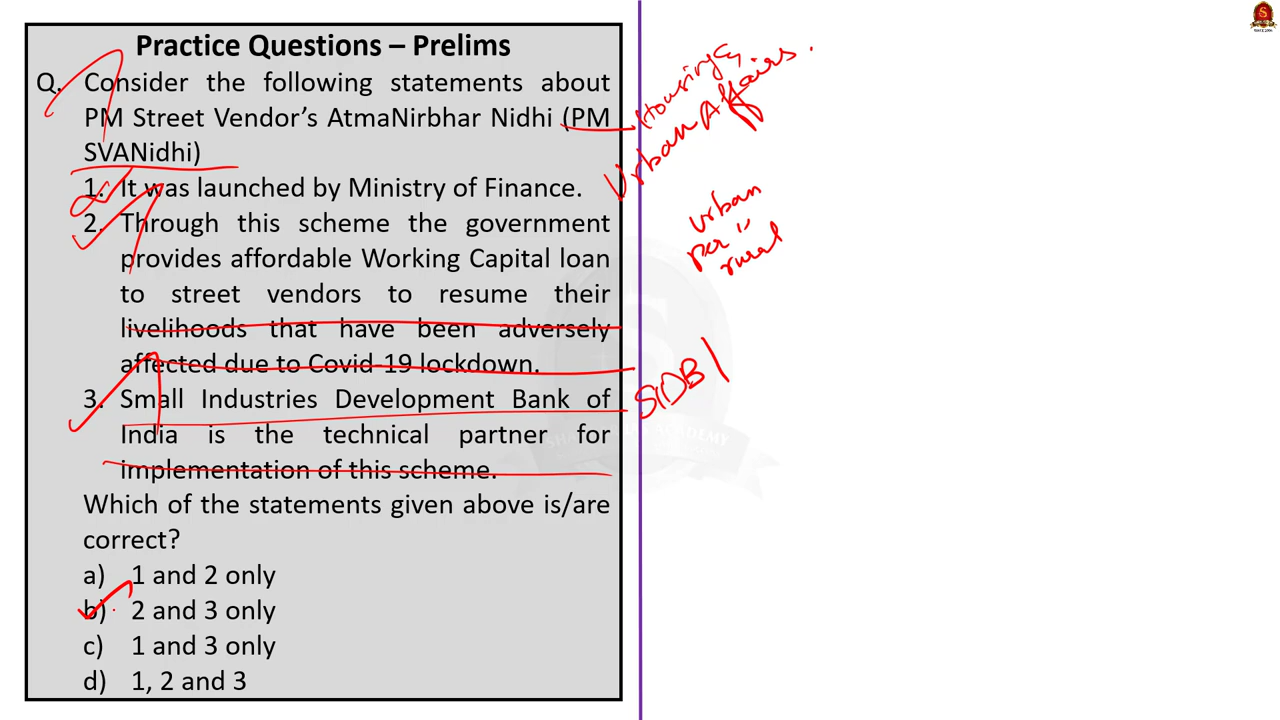 Practice Questions – Prelims
Q. Consider the following statements about
PM Street Vendor's AtmaNirbhar Nidhi (PM
SVANidhi)
1. It was launched by Ministry of Finance.
2. Through this scheme the government
provides affordable Working Capital loan
to street vendors to resume their
livelihoods that have been adversely
affected due to Covid-19 lockdown.
3. Small Industries Development Bank of
India is the technical partner for
implementation of this scheme.
Which of the statements given above is/are
correct?
a) 1 and 2 only
b) 2 and 3 only
c) 1 and 3 only
d) 1, 2 and 3
Housing &
Urban Affairs.
urban
peri
rural
SIDBI